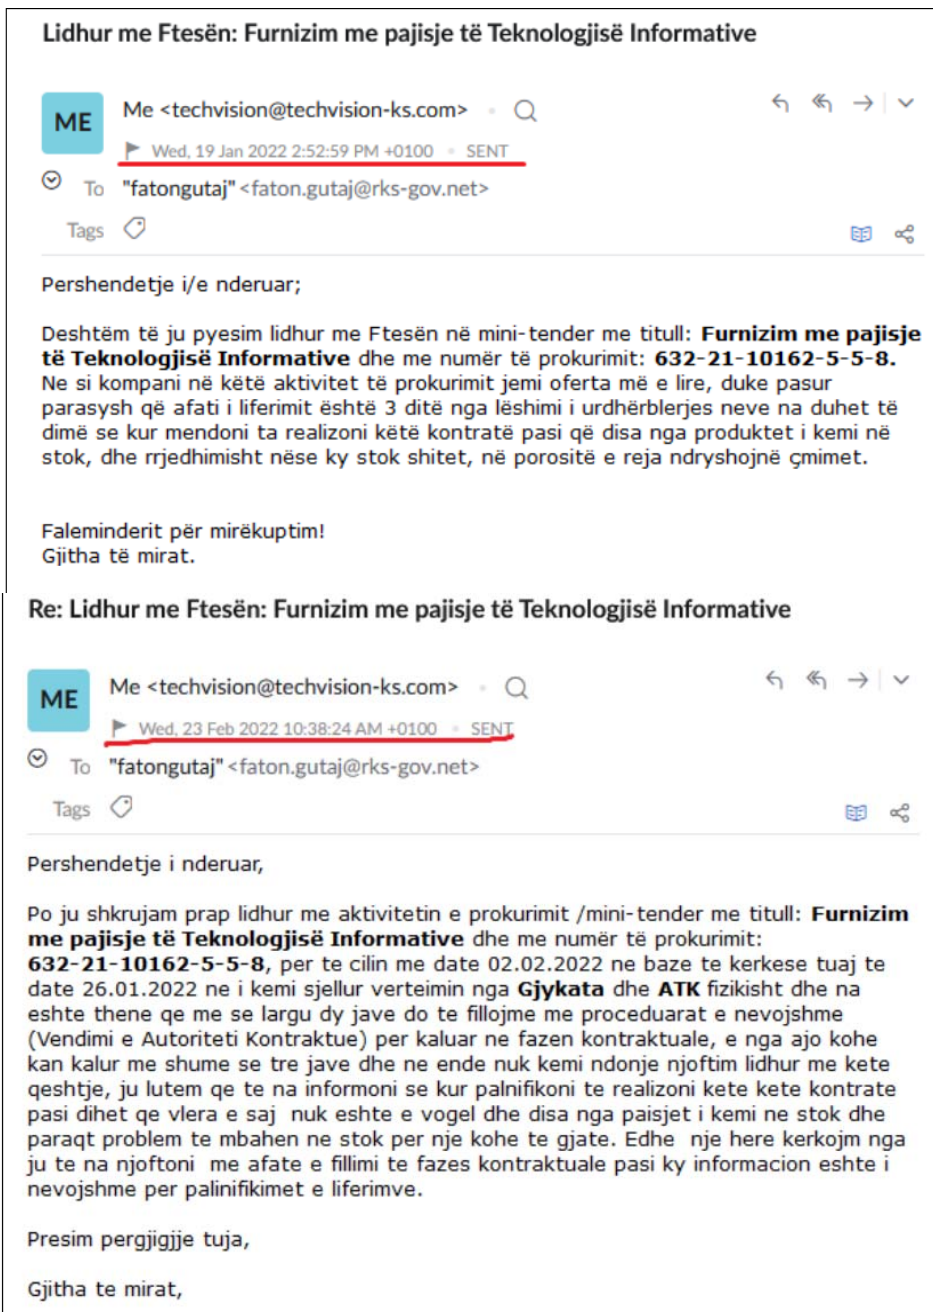 Lidhur me Ftesën: Furnizim me pajisje të Teknologjisë Informative
ME
Me <techvision@techvision-ks.com>
Wed, 19 Jan 2022 2:52:59 PM +0100 • SENT
To "fatongutaj" <faton.gutaj@rks-gov.net>
Tags
Pershendetje i/e nderuar;
Deshtëm të ju pyesim lidhur me Ftesën në mini-tender me titull: Furnizim me pajisje
të Teknologjisë Informative dhe me numër të prokurimit: 632-21-10162-5-5-8.
Ne si kompani në këtë aktivitet të prokurimit jemi oferta më e lire, duke pasur
parasysh që afati i liferimit është 3 ditë nga lëshimi i urdhërblerjes neve na duhet të
dimë se kur mendoni ta realizoni këtë kontratë pasi që disa nga produktet i kemi në
stok, dhe rrjedhimisht nëse ky stok shitet, në porositë e reja ndryshojnë çmimet.
Faleminderit për mirëkuptim!
Gjitha të mirat.
Re: Lidhur me Ftesën: Furnizim me pajisje të Teknologjisë Informative
ME
Me <techvision@techvision-ks.com>
Wed, 23 Feb 2022 10:38:24 AM +0100 • SENT
To "fatongutaj" <faton.gutaj@rks-gov.net>
Tags
Pershendetje i nderuar,
Po ju shkrujam prap lidhur me aktivitetin e prokurimit /mini-tender me titull: Furnizim
me pajisje të Teknologjisë Informative dhe me numër të prokurimit:
632-21-10162-5-5-8, per te cilin me date 02.02.2022 ne baze te kerkese tuaj te
date 26.01.2022 ne i kemi sjellur verteimin nga Gjykata dhe ATK fizikisht dhe na
eshte thene qe me se largu dy jave do te fillojme me proceduarat e nevojshme
(Vendimi e Autoriteti Kontraktue) per kaluar ne fazen kontraktuale, e nga ajo kohe
kan kalur me shume se tre jave dhe ne ende nuk kemi ndonje njoftim lidhur me kete
qeshtje, ju lutem qe te na informoni se kur palnifikoni te realizoni kete kete kontrate
pasi dihet qe vlera e saj nuk eshte e vogel dhe disa nga paisjet i kemi ne stok dhe
paraqt problem te mbahen ne stok per nje kohe te gjate. Edhe nje here kerkojm nga
ju te na njoftoni me afate e fillimi te fazes kontraktuale pasi ky informacion eshte i
nevojshme per palinifikimet e liferimve.
Presim pergjigjje tuja,
Gjitha te mirat,